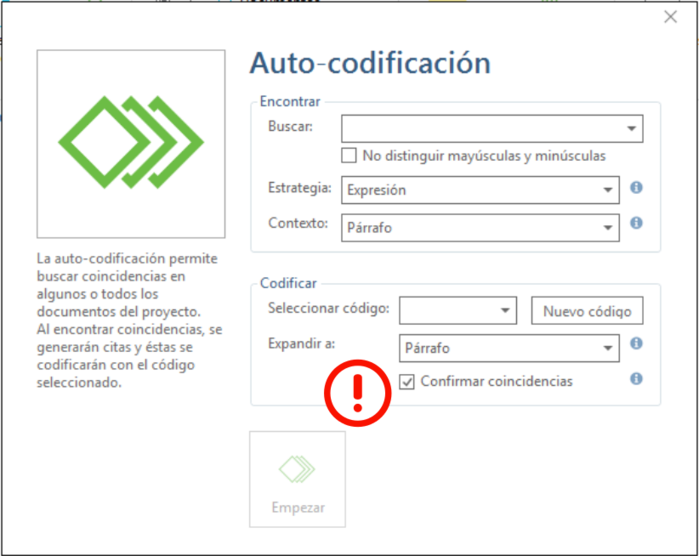 Auto-codificación
Encontrar
Buscar:
No distinguir mayúsculas y minúsculas
Estrategia: Expresión
Contexto: Párrafo
La auto-codificación permite
buscar coincidencias en
algunos o todos los
documentos del proyecto.
Al encontrar coincidencias, se
generarán citas y éstas se
codificarán con el código
seleccionado.
Codificar
Seleccionar código: Nuevo código
Expandir a: Párrafo
Confirmar coincidencias
Empezar